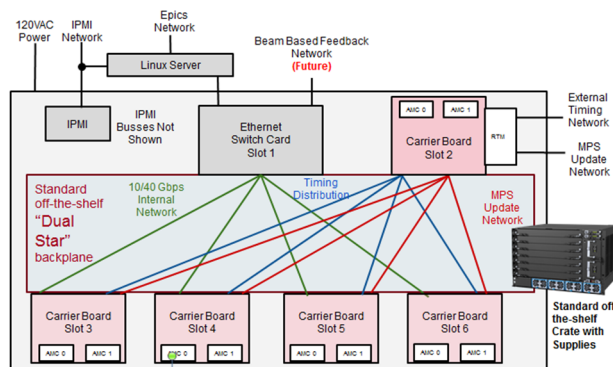 120VAC
Power
IPMI
Network
Epics
Network
Linux Server
Beam Based Feedback
Network
(Future)
IPMI
IPMI
Busses Not
Shown
Ethernet
Switch Card
Slot 1
AMC 0
AMC 1
Carrier Board
Slot 2
RTM
External
Timing
Network
MPS
Update
Network
Standard
off-the-shelf
“Dual
Star”
backplane
10/40 Gbps
Internal
Network
Timing
Distribution
MPS
Update
Network
Carrier Board
Slot 3
AMC 0
AMC 1
Carrier Board
Slot 4
AMC 0
AMC 1
Carrier Board
Slot 5
AMC 0
AMC 1
Carrier Board
Slot 6
AMC 0
AMC 1
Standard off
the-shelf
Crate with
Supplies